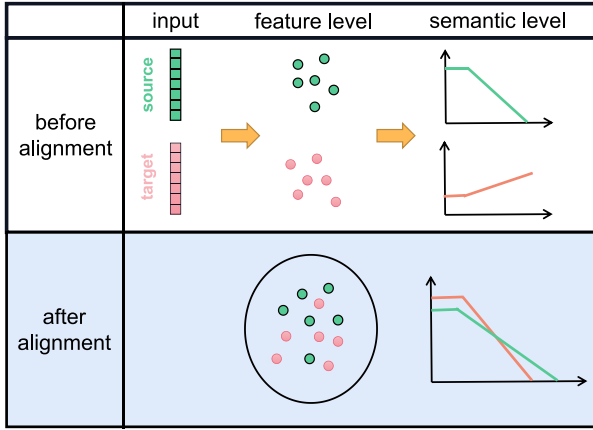 input feature level semantic level
source
before
alignment
target
after
alignment